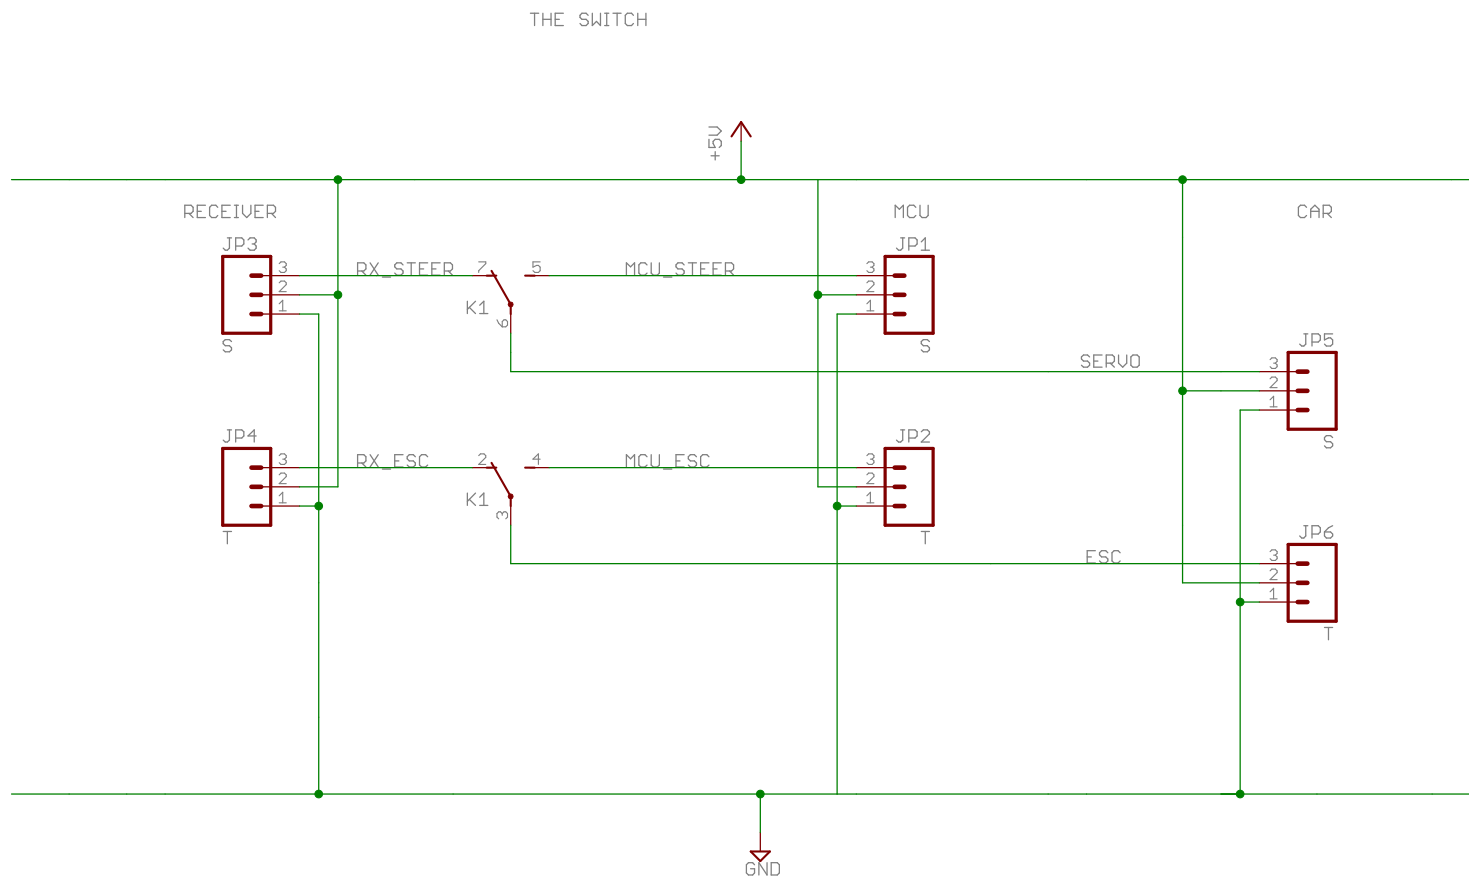 THE SWITCH
+5V
RECEIVER
MCU
CAR
JP3
3
2
1
S
RX_STEER
7
5
K1
6
MCU_STEER
JP1
3
2
1
S
SERVO
JP5
3
2
1
S
JP4
3
2
1
T
RX_ESC
2
4
K1
3
MCU_ESC
JP2
3
2
1
T
ESC
JP6
3
2
1
T
GND